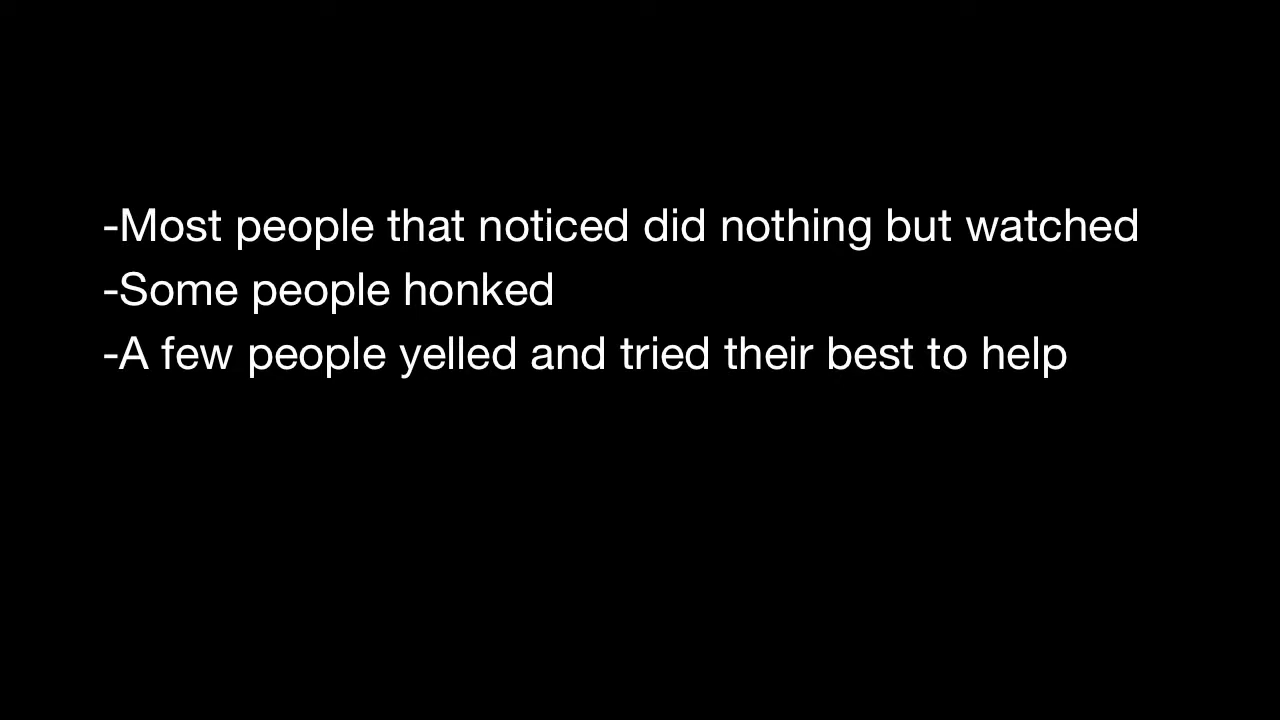 -Most people that noticed did nothing but watched
-Some people honked
-A few people yelled and tried their best to help